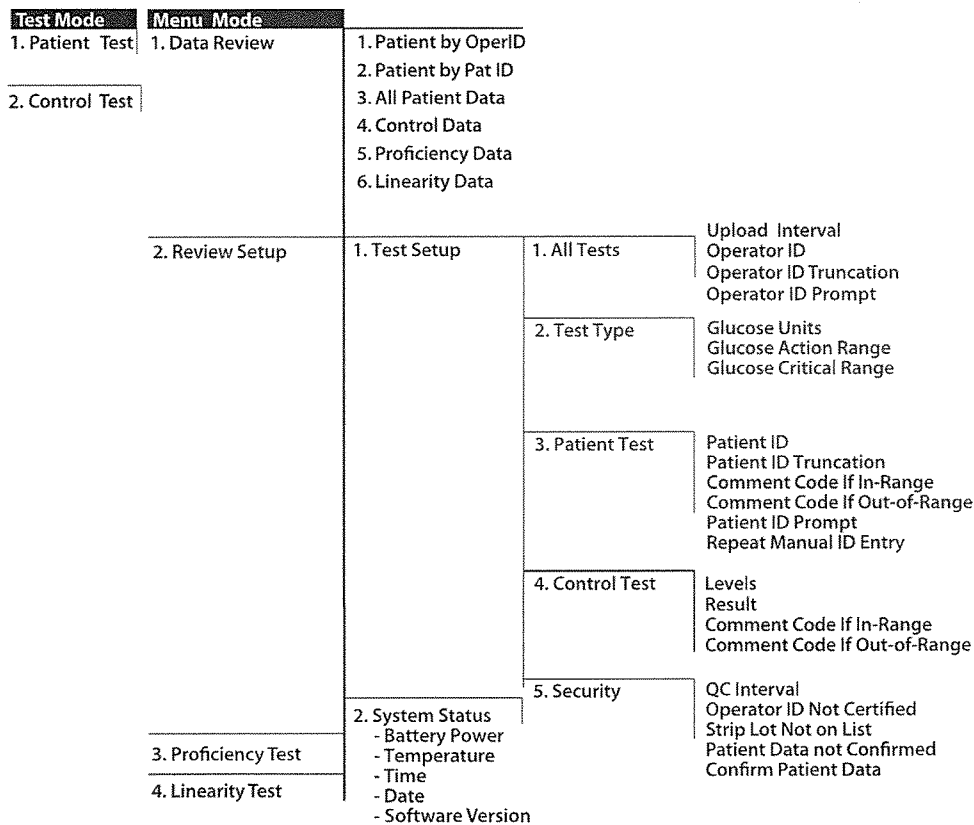 Test Mode
1. Patient Test
2. Control Test
Menu Mode
1. Data Review
1. Patient by OperID
2. Patient by Pat ID
3. All Patient Data
4. Control Data
5. Proficiency Data
6. Linearity Data
2. Review Setup
1. Test Setup
1. All Tests
Upload Interval
Operator ID
Operator ID Truncation
Operator ID Prompt
2. Test Type
Glucose Units
Glucose Action Range
Glucose Critical Range
3. Patient Test
Patient ID
Patient ID Truncation
Comment Code If In-Range
Comment Code If Out-of-Range
Patient ID Prompt
Repeat Manual ID Entry
4. Control Test
Levels
Result
Comment Code If In-Range
Comment Code If Out-of-Range
5. Security
QC Interval
Operator ID Not Certified
Strip Lot Not on List
Patient Data not Confirmed
Confirm Patient Data
2. System Status
- Battery Power
- Temperature
- Time
- Date
- Software Version
3. Proficiency Test
4. Linearity Test